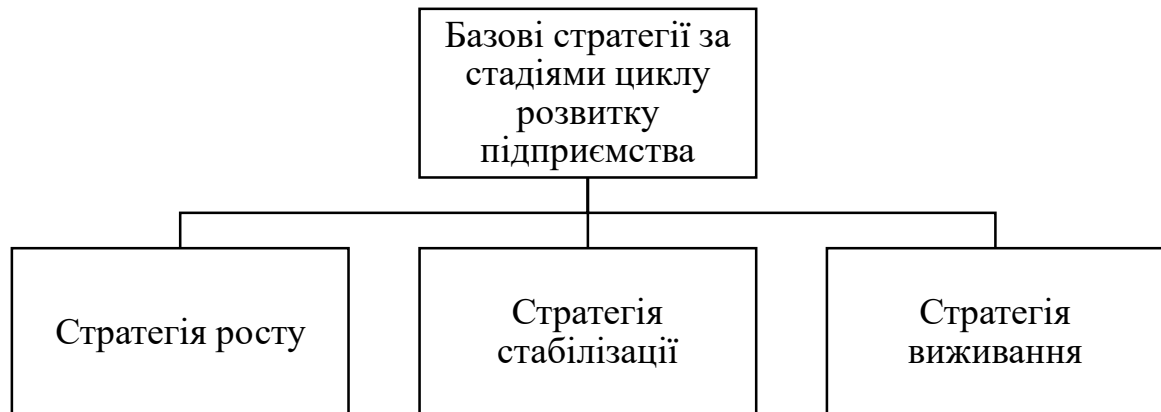 Базові стратегії за
стадіями циклу
розвитку
підприємства
Стратегія росту
Стратегія
стабілізації
Стратегія
виживання